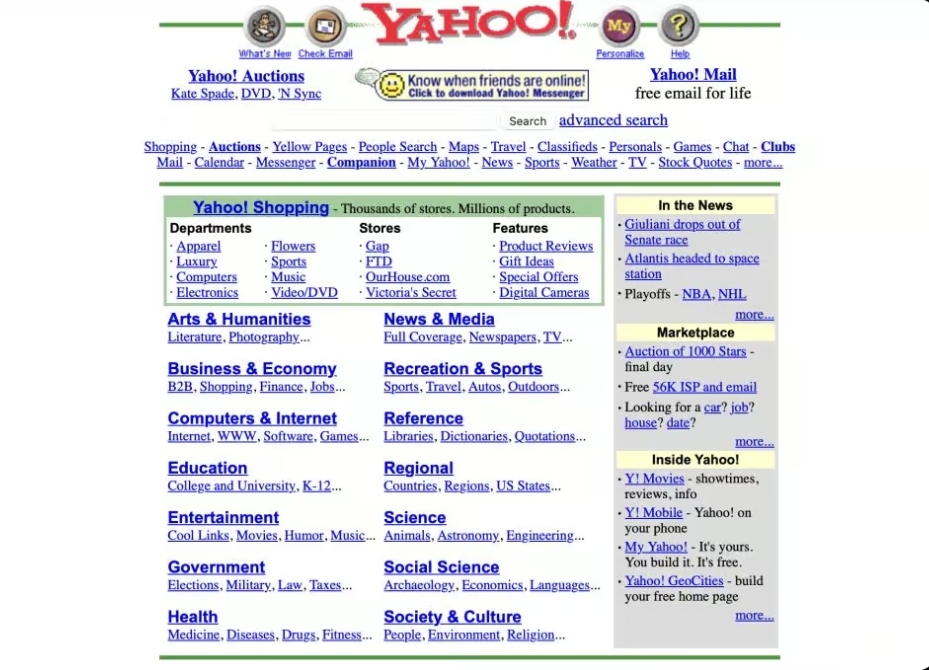 YAHOO!
My
?
What's New Check Email
Personalize Help
Yahoo! Auctions
Kate Spade, DVD, 'N Sync
Know when friends are online!
Click to download Yahoo! Messenger
Yahoo! Mail
free email for life
Search advanced search
Shopping - Auctions - Yellow Pages - People Search - Maps - Travel - Classifieds - Personals - Games - Chat - Clubs
Mail - Calendar - Messenger - Companion - My Yahoo! - News - Sports - Weather - TV - Stock Quotes - more...
Yahoo! Shopping - Thousands of stores. Millions of products.
Departments Stores Features
· Apparel · Flowers · Gap · Product Reviews
· Luxury · Sports · FTD · Gift Ideas
· Computers · Music · OurHouse.com · Special Offers
· Electronics · Video/DVD · Victoria's Secret · Digital Cameras
Arts & Humanities
Literature, Photography...
Business & Economy
B2B, Shopping, Finance, Jobs...
Computers & Internet
Internet, WWW, Software, Games...
Education
College and University, K-12...
Entertainment
Cool Links, Movies, Humor, Music...
Government
Elections, Military, Law, Taxes...
Health
Medicine, Diseases, Drugs, Fitness...
News & Media
Full Coverage, Newspapers, TV...
Recreation & Sports
Sports, Travel, Autos, Outdoors...
Reference
Libraries, Dictionaries, Quotations...
Regional
Countries, Regions, US States...
Science
Animals, Astronomy, Engineering...
Social Science
Archaeology, Economics, Languages...
Society & Culture
People, Environment, Religion...
In the News
· Giuliani drops out of
Senate race
· Atlantis headed to space
station
· Playoffs - NBA, NHL
more...
Marketplace
· Auction of 1000 Stars -
final day
· Free 56K ISP and email
· Looking for a car? job?
house? date?
more...
Inside Yahoo!
· Y! Movies - showtimes,
reviews, info
· Y! Mobile - Yahoo! on
your phone
· My Yahoo! - It's yours.
You build it. It's free.
· Yahoo! GeoCities - build
your free home page
more...